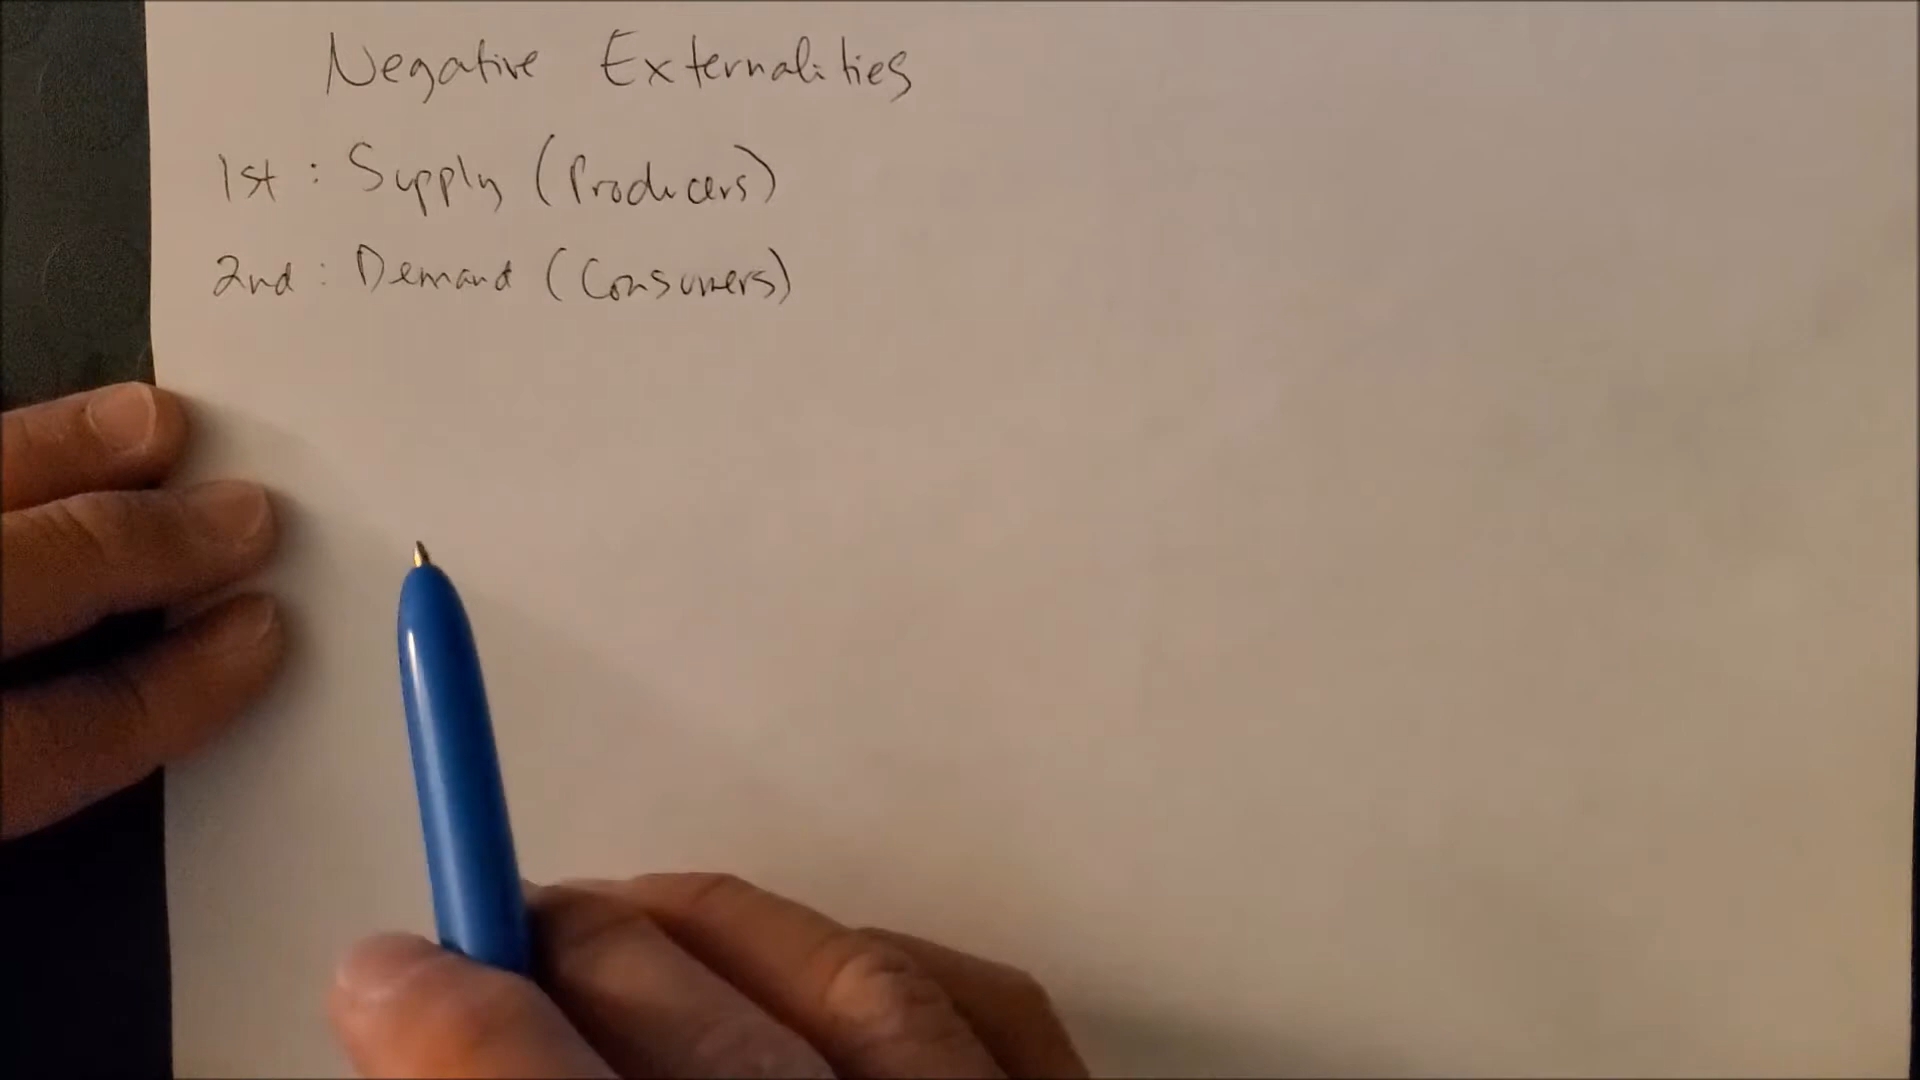 Negative Externalities
1st : Supply (Producers)
2nd : Demand (Consumers)